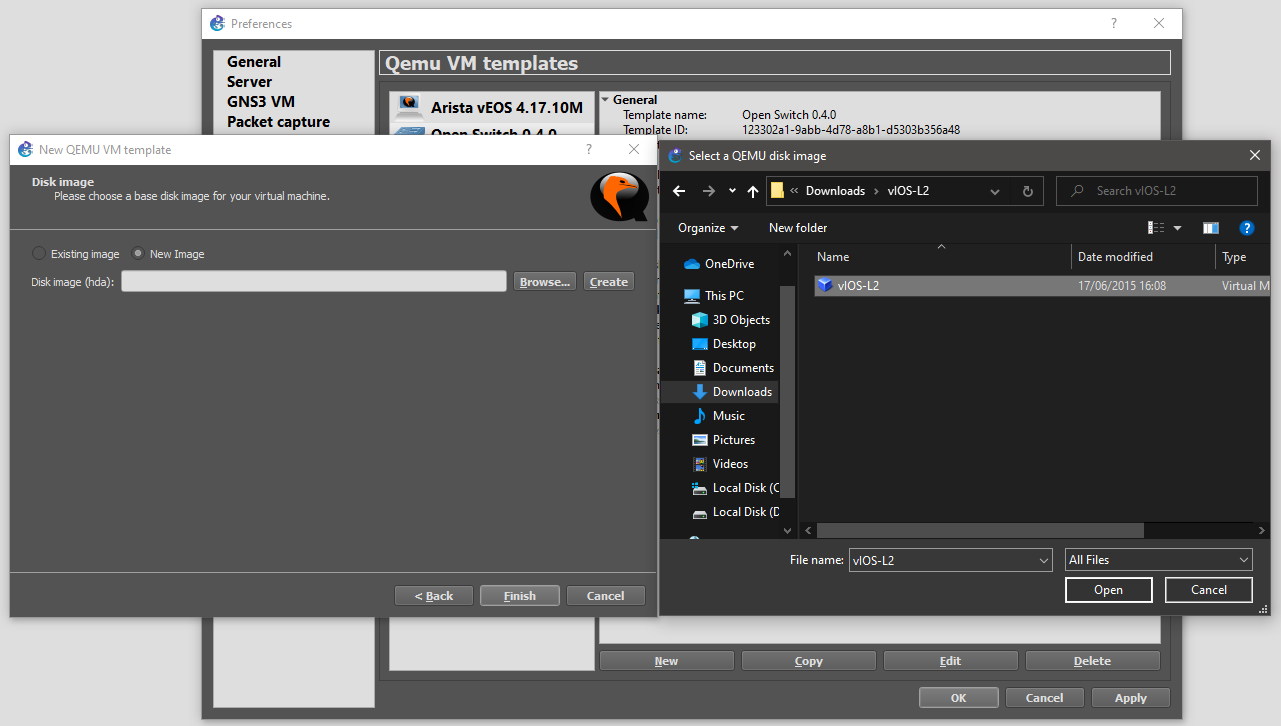 Preferences
General
Server
GNS3 VM
Packet capture
Qemu VM templates
Arista vEOS 4.17.10M
Open Switch 0.4.0
General
Template name: Open Switch 0.4.0
Template ID: 123302a1-9abb-4d78-a8b1-d5303b356a48
New QEMU VM template
Disk image
Please choose a base disk image for your virtual machine.
Existing image
New Image
Disk image (hda):
Browse...
Create
< Back
Finish
Cancel
Select a QEMU disk image
« Downloads › vIOS-L2
Search vIOS-L2
Organize
New folder
OneDrive
This PC
3D Objects
Desktop
Documents
Downloads
Music
Pictures
Videos
Local Disk (C
Local Disk (D
Name Date modified Type
vIOS-L2 17/06/2015 16:08 Virtual M
File name: vIOS-L2
All Files
Open
Cancel
New
Copy
Edit
Delete
OK
Cancel
Apply